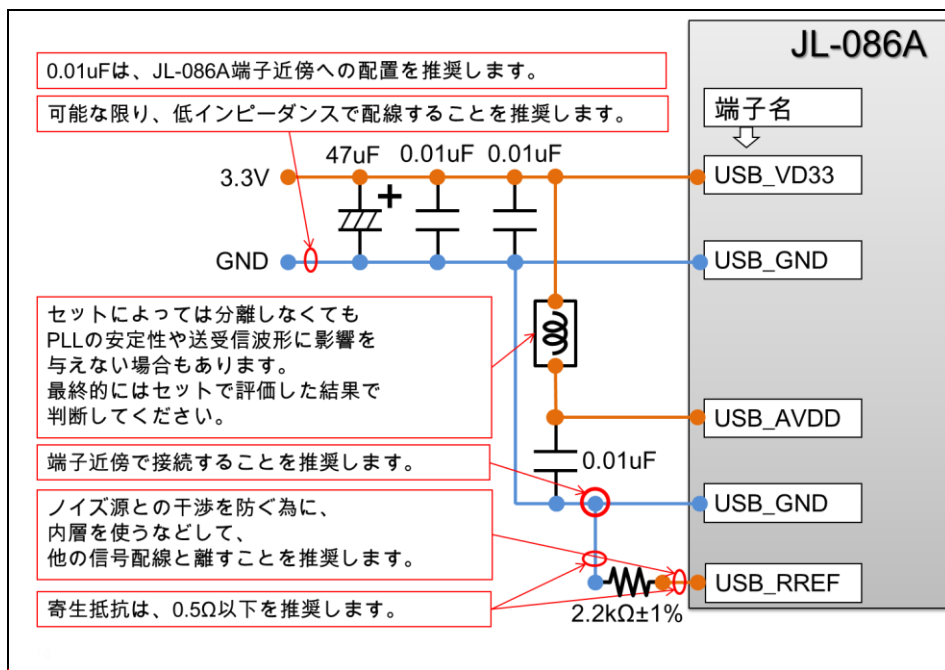 JL-086A
0.01uFは、JL-086A端子近傍への配置を推奨します。
可能な限り、低インピーダンスで配線することを推奨します。
端子名
47uF
0.01uF
0.01uF
3.3V
+
USB_VD33
GND
USB_GND
セットによっては分離しなくても
PLLの安定性や送受信波形に影響を
与えない場合もあります。
最終的にはセットで評価した結果で
判断してください。
USB_AVDD
端子近傍で接続することを推奨します。
0.01uF
USB_GND
ノイズ源との干渉を防ぐ為に、
内層を使うなどして、
他の信号配線と離すことを推奨します。
USB_RREF
寄生抵抗は、0.5Ω以下を推奨します。
2.2kΩ±1%